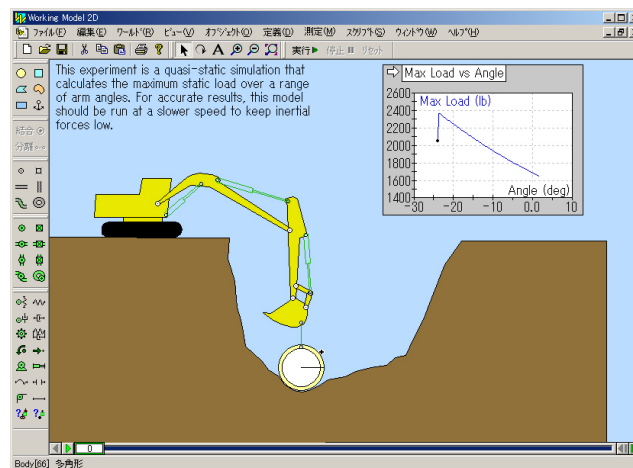 Working Model 2D
ファイル(F) 編集(E) ワールド(R) ビュー(V) オブジェクト(O) 定義(D) 測定(M) スクリプト(S) ウィンドウ(W) ヘルプ(H)
A 実行 停止 リセット
This experiment is a quasi-static simulation that
calculates the maximum static load over a range
of arm angles. For accurate results, this model
should be run at a slower speed to keep inertial
forces low.
結合
分離
Max Load vs Angle
Max Load (lb)
2600
2400
2200
2000
1800
1600
1400
Angle (deg)
-30 -20 -10 0.0 10
0
Body[66] 多角形